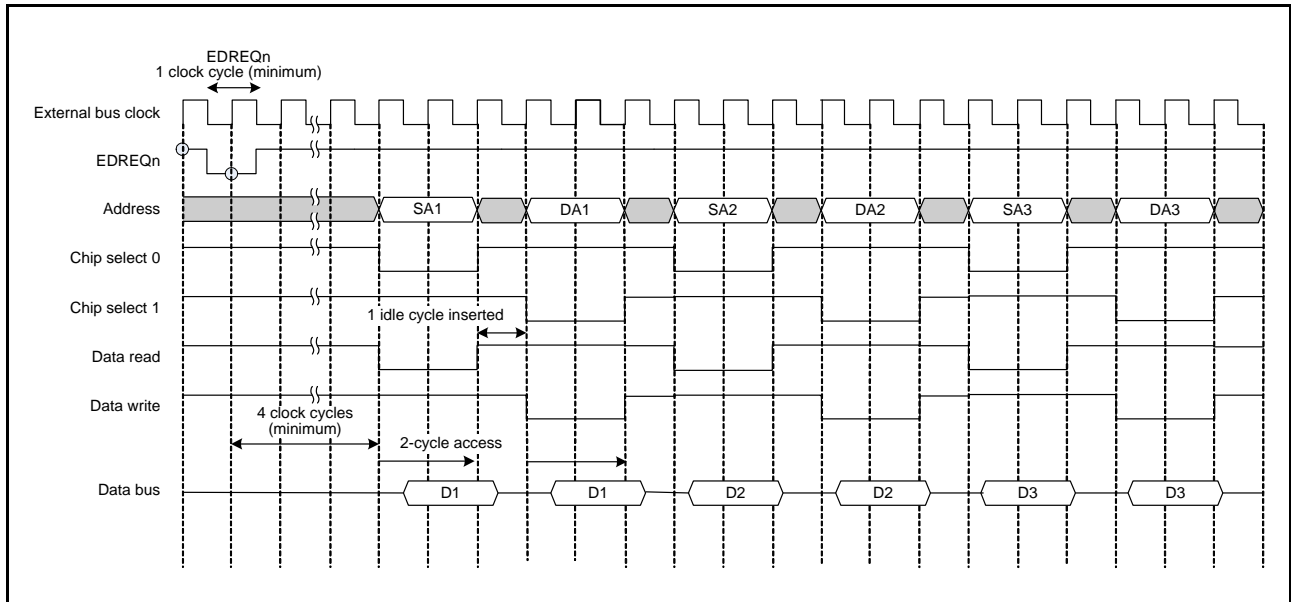 EDREQn
1 clock cycle (minimum)
External bus clock
EDREQn
Address
SA1
DA1
SA2
DA2
SA3
DA3
Chip select 0
Chip select 1
1 idle cycle inserted
Data read
Data write
4 clock cycles
(minimum)
2-cycle access
Data bus
D1
D1
D2
D2
D3
D3